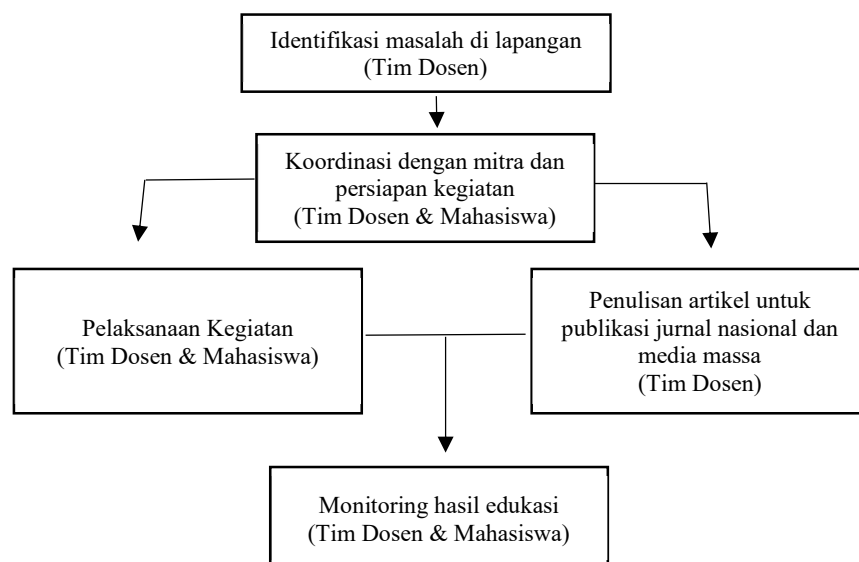 Identifikasi masalah di lapangan
(Tim Dosen)
Koordinasi dengan mitra dan
persiapan kegiatan
(Tim Dosen & Mahasiswa)
Pelaksanaan Kegiatan
(Tim Dosen & Mahasiswa)
Penulisan artikel untuk
publikasi jurnal nasional dan
media massa
(Tim Dosen)
Monitoring hasil edukasi
(Tim Dosen & Mahasiswa)